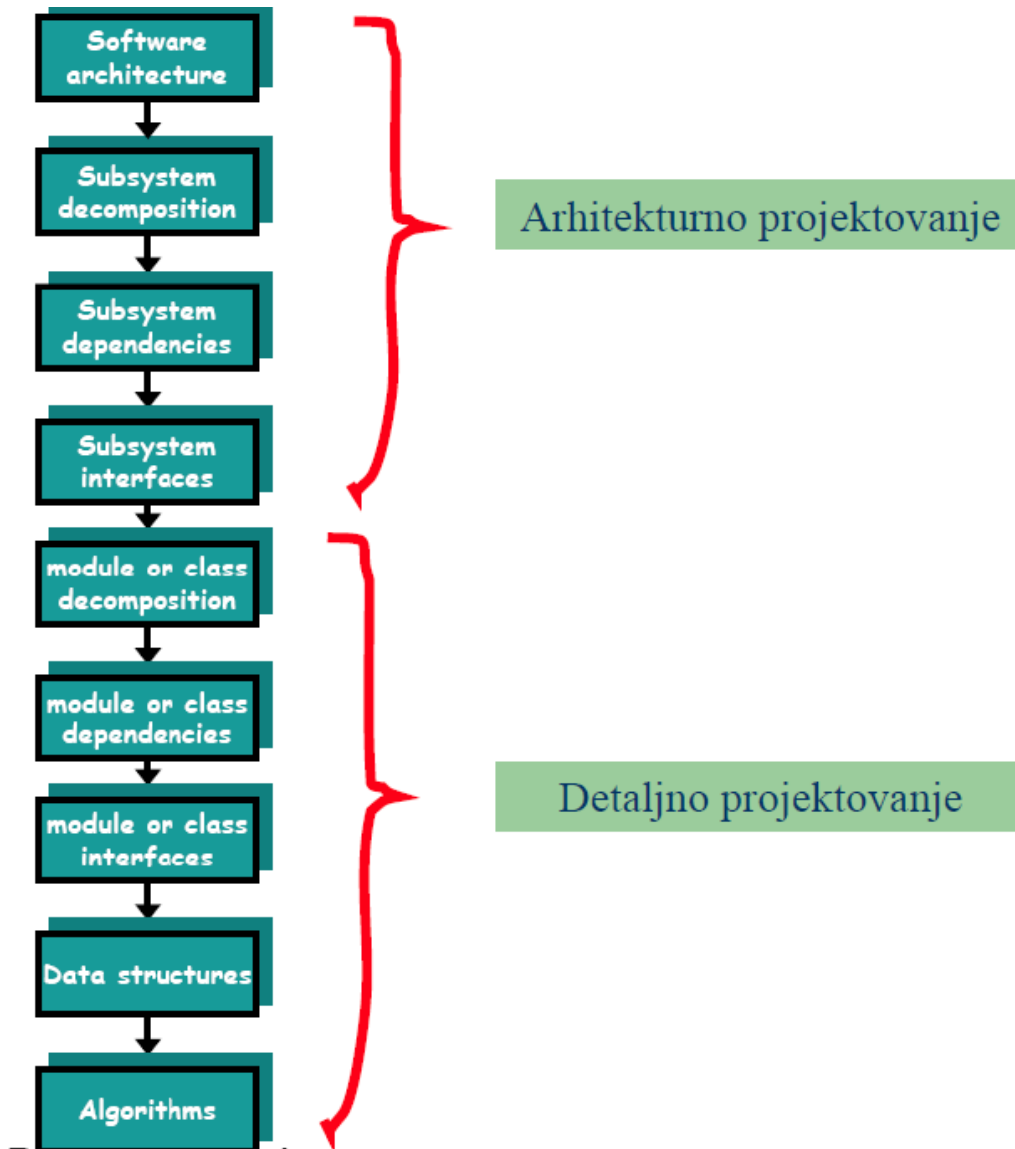 Software
architecture
Subsystem
decomposition
Arhitekturno projektovanje
Subsystem
dependencies
Subsystem
interfaces
module or class
decomposition
module or class
dependencies
Detaljno projektovanje
module or class
interfaces
Data structures
Algorithms